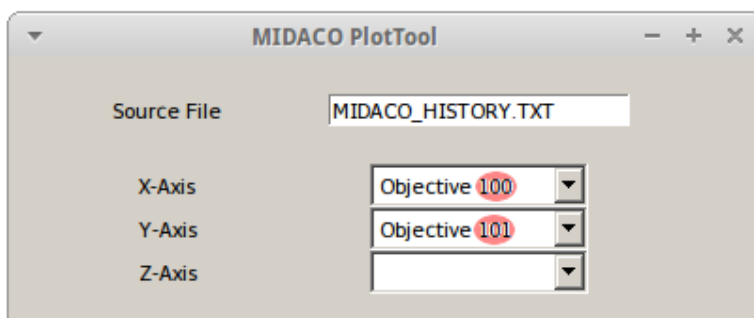 MIDACO PlotTool
Source File MIDACO_HISTORY.TXT
X-Axis Objective 100
Y-Axis Objective 101
Z-Axis